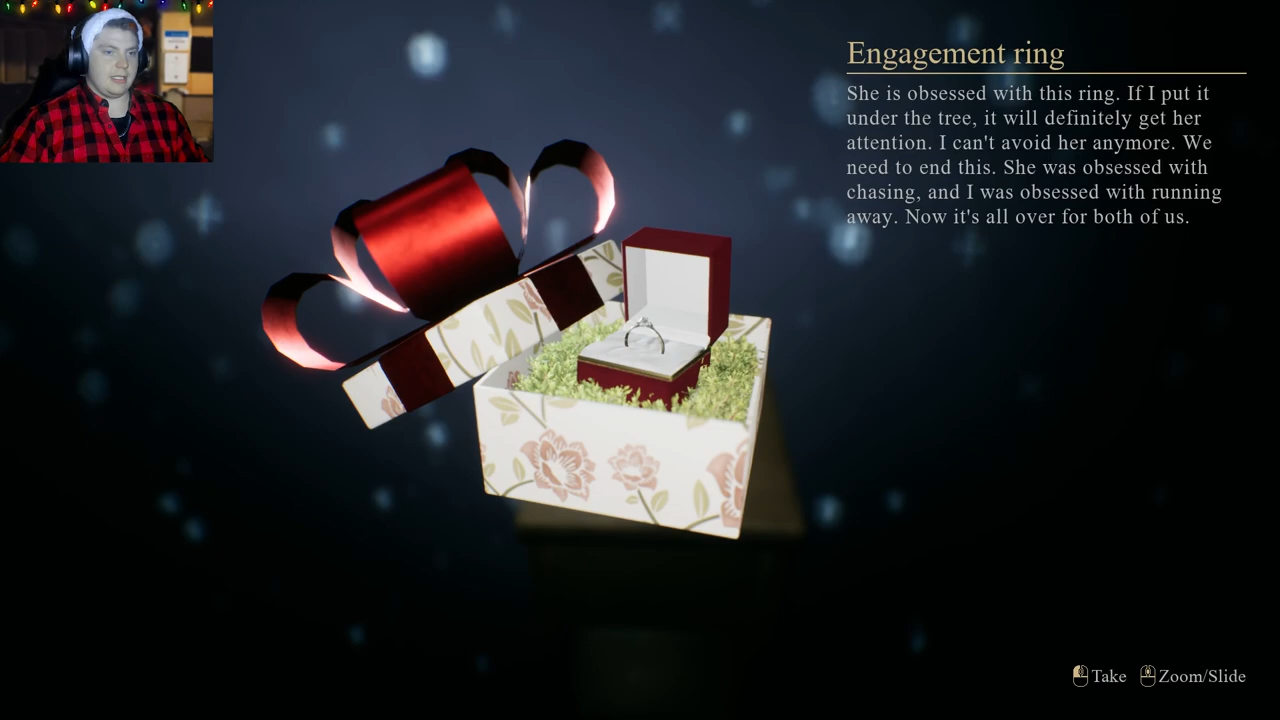 Engagement ring
She is obsessed with this ring. If I put it
under the tree, it will definitely get her
attention. I can't avoid her anymore. We
need to end this. She was obsessed with
chasing, and I was obsessed with running
away. Now it's all over for both of us.
Take Zoom/Slide